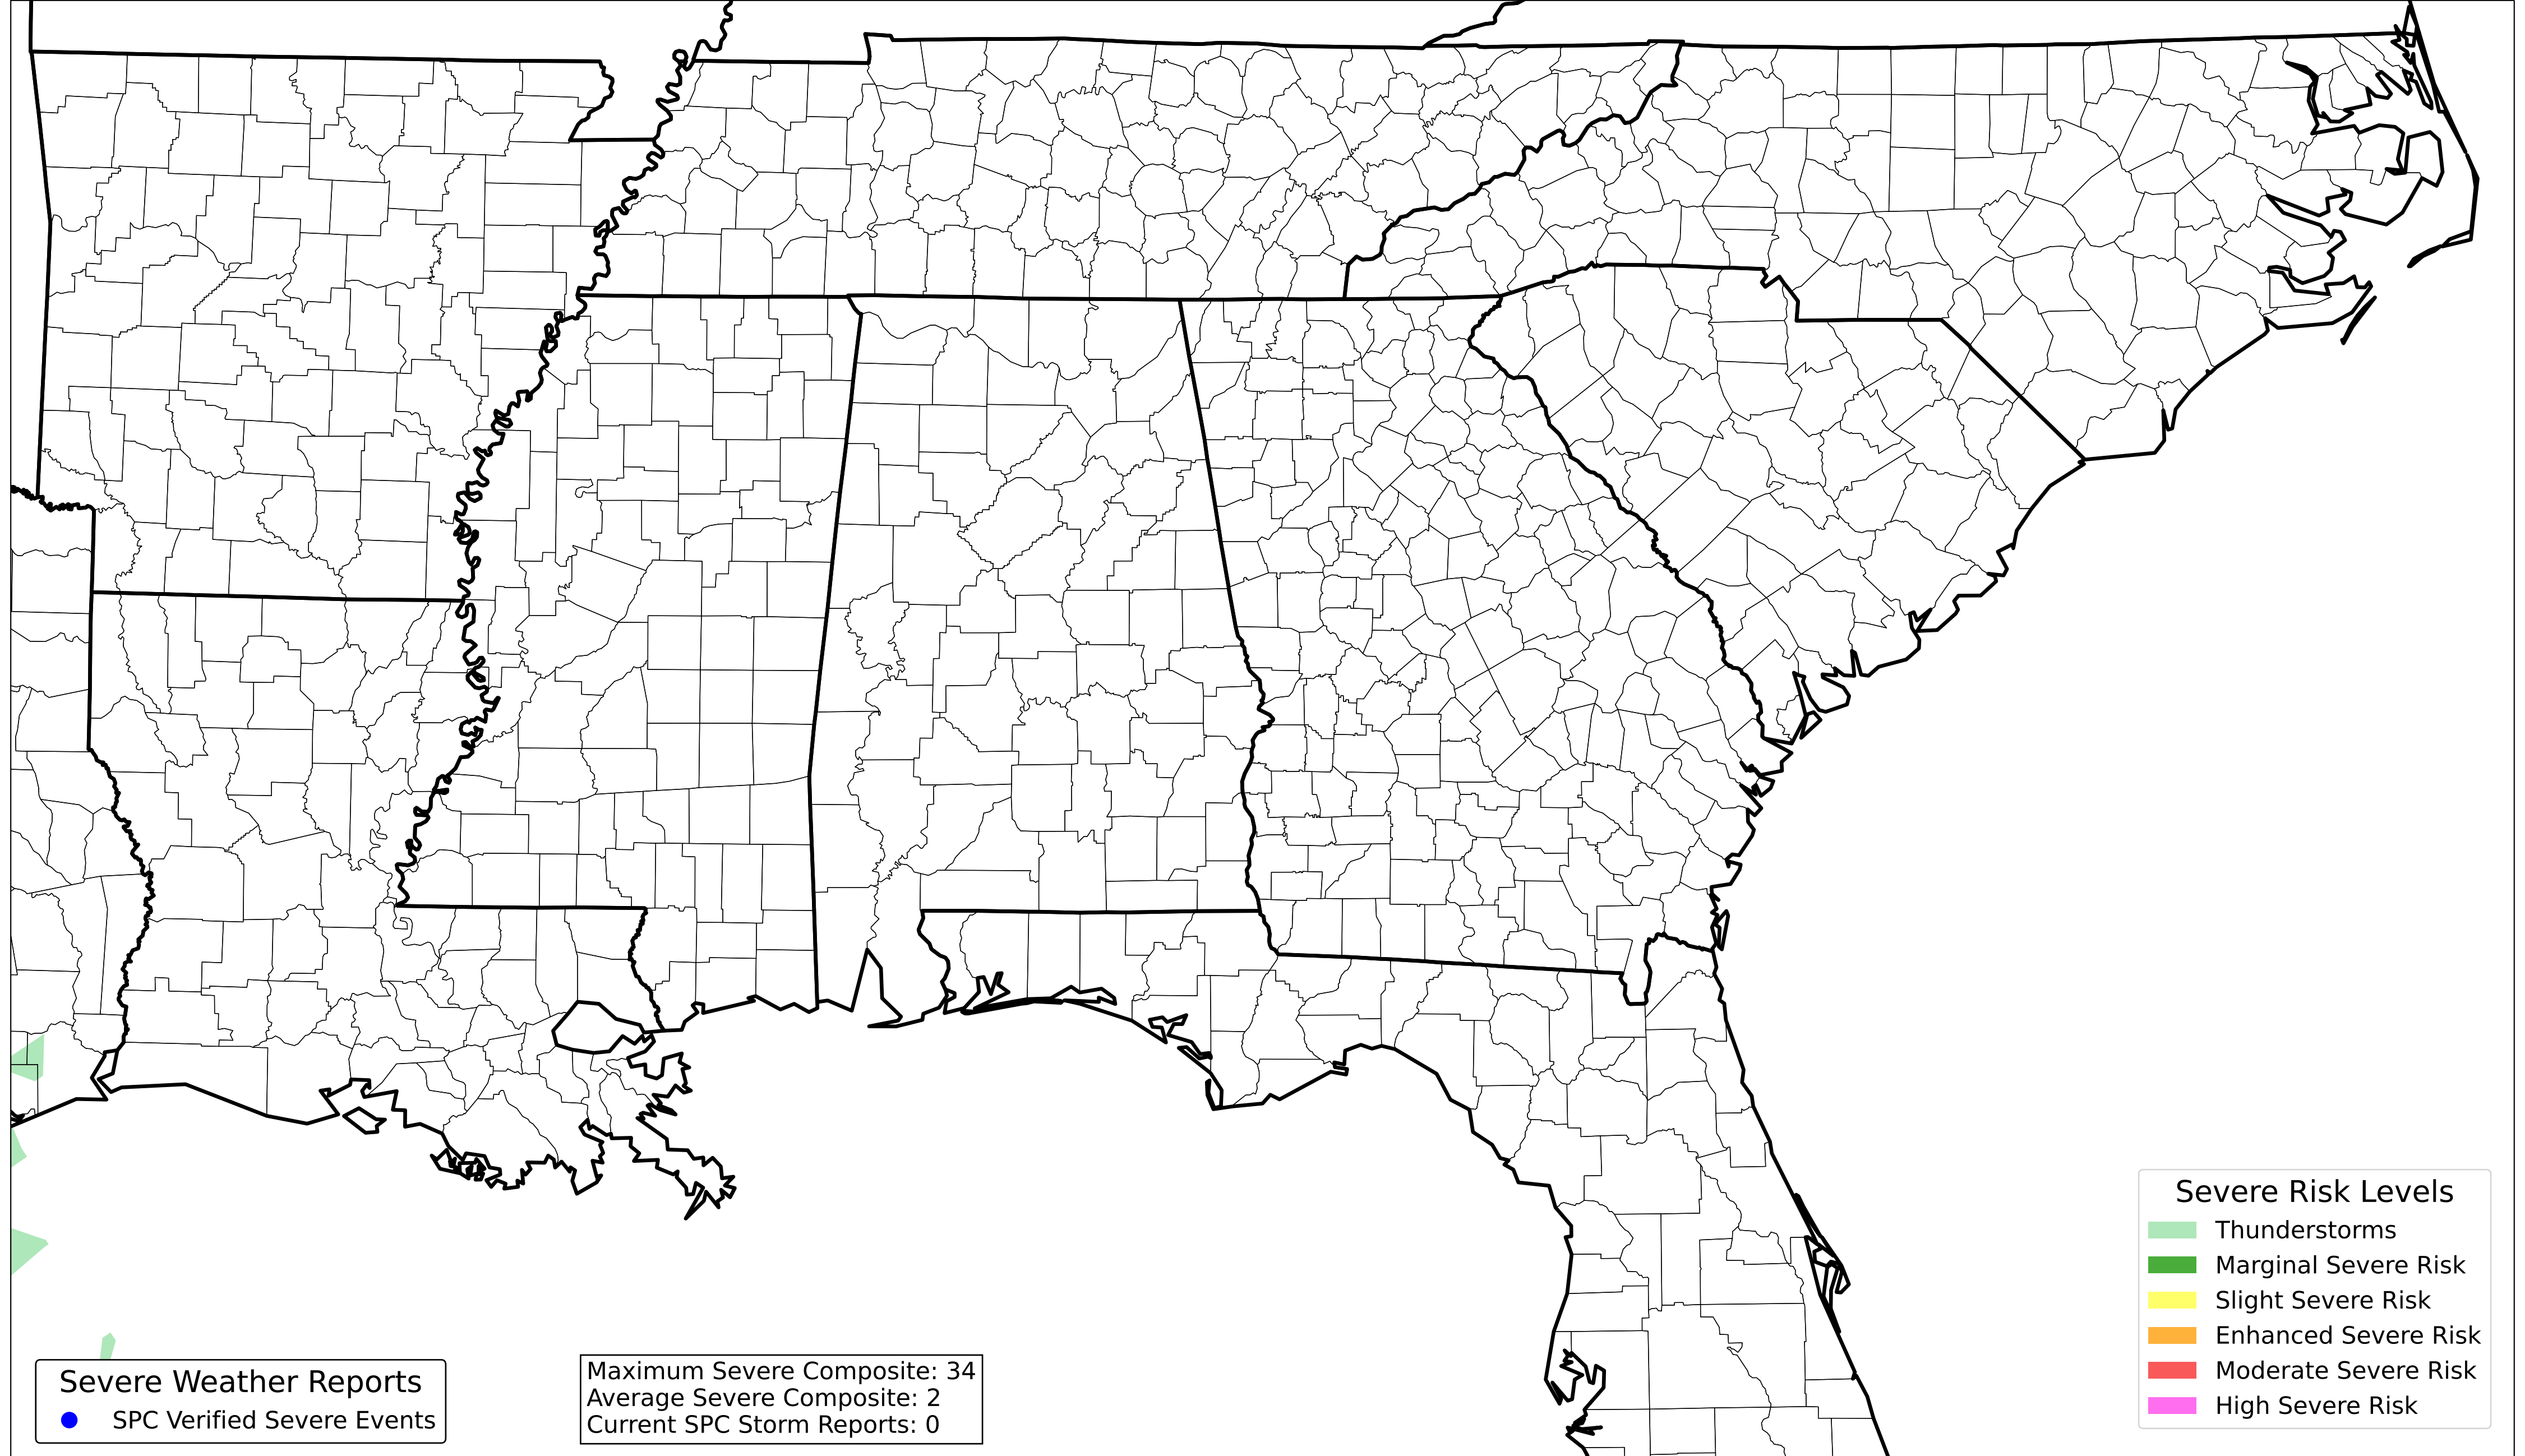 Severe Risk Levels
Thunderstorms
Marginal Severe Risk
Slight Severe Risk
Enhanced Severe Risk
Moderate Severe Risk
High Severe Risk
Severe Weather Reports
SPC Verified Severe Events
Maximum Severe Composite: 34
Average Severe Composite: 2
Current SPC Storm Reports: 0